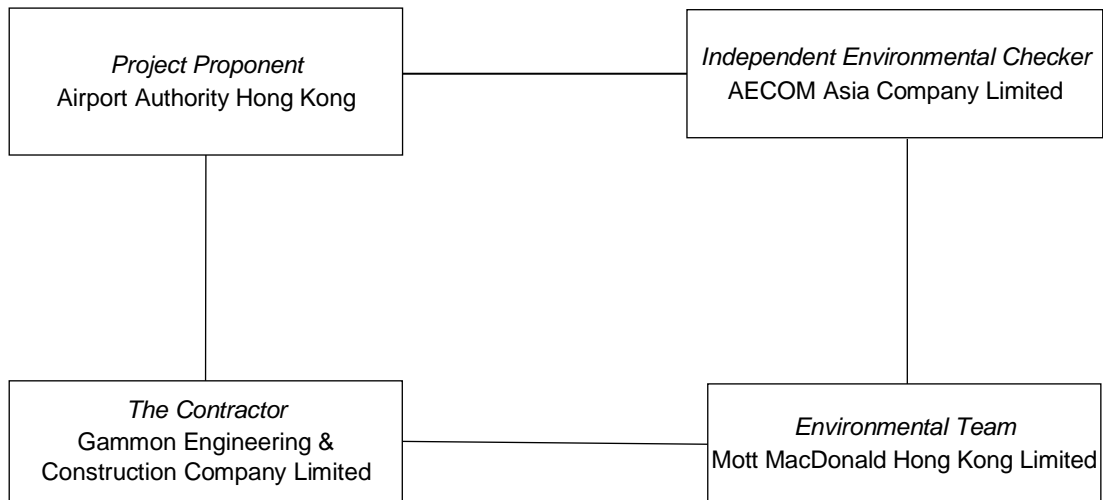 Project Proponent
Airport Authority Hong Kong
Independent Environmental Checker
AECOM Asia Company Limited
The Contractor
Gammon Engineering &
Construction Company Limited
Environmental Team
Mott MacDonald Hong Kong Limited